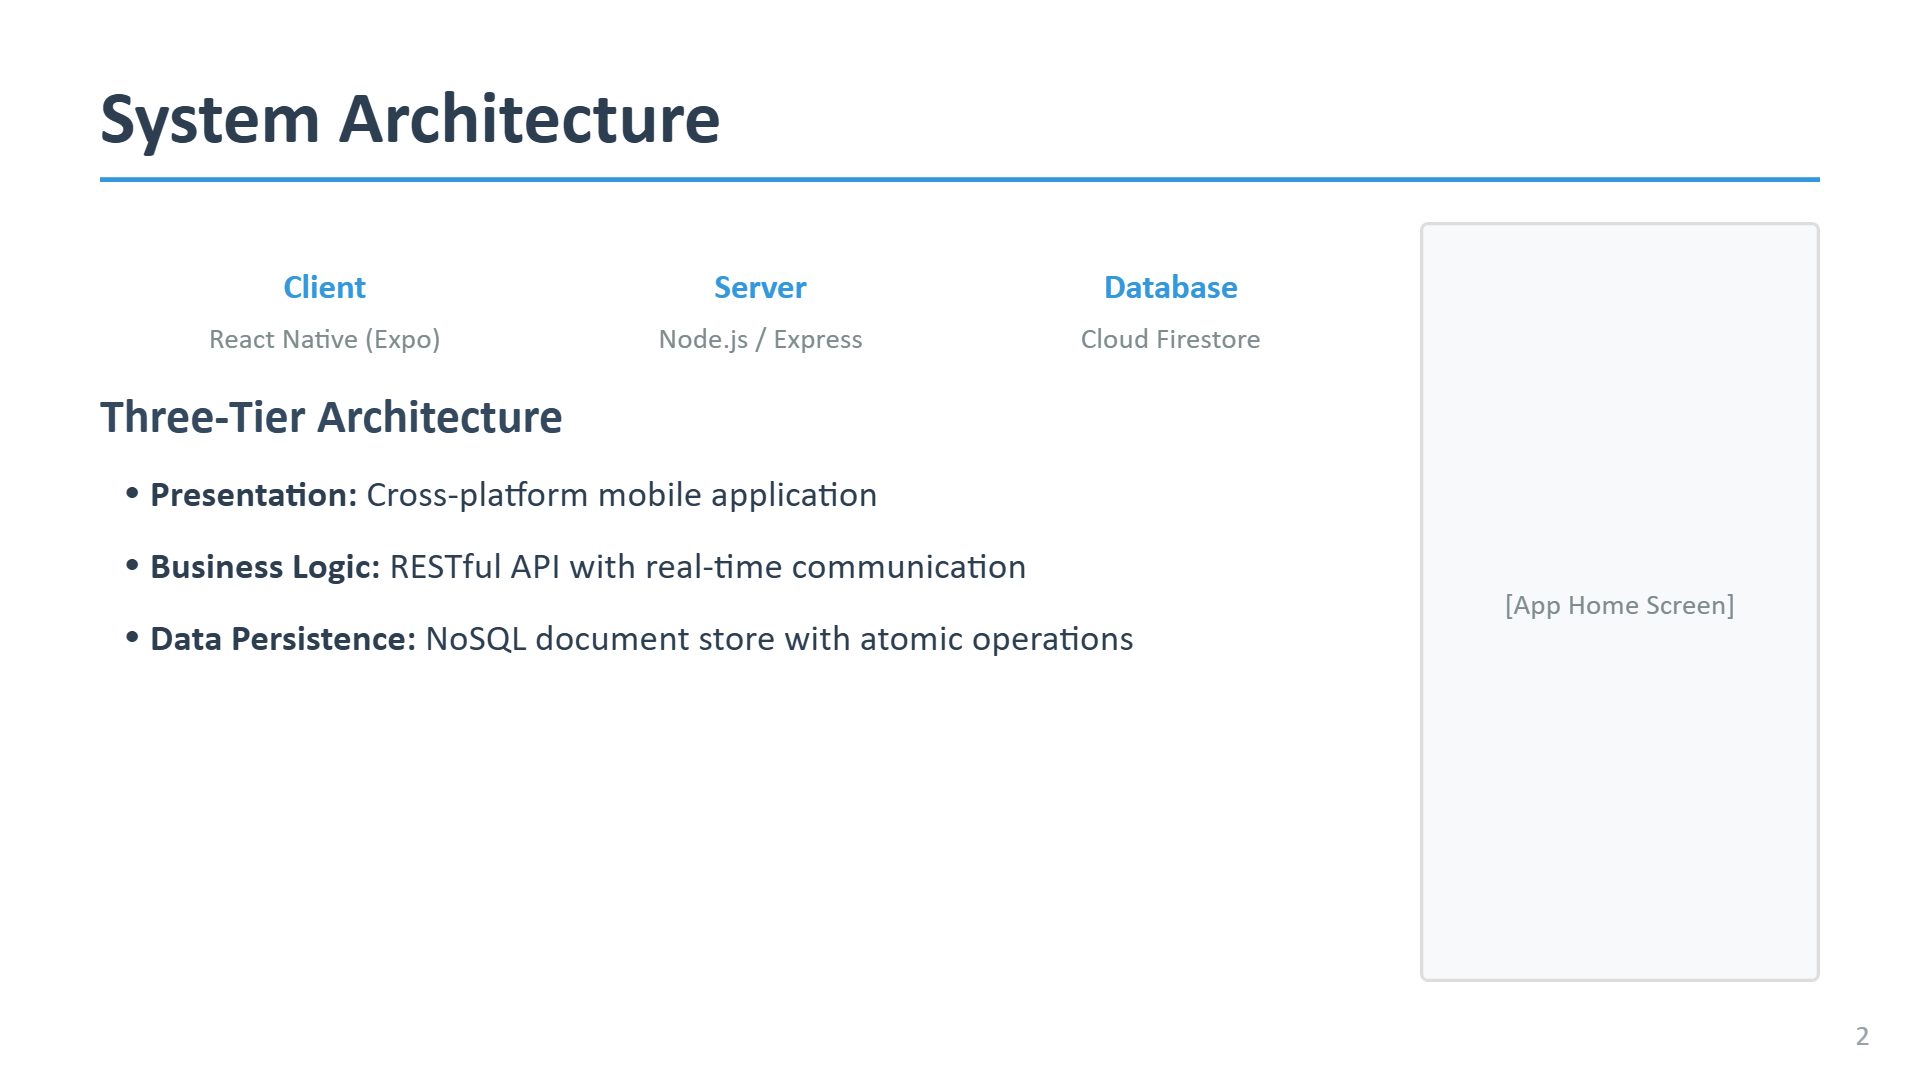 System Architecture
Client
React Native (Expo)
Server
Node.js / Express
Database
Cloud Firestore
Three-Tier Architecture
• Presentation: Cross-platform mobile application
• Business Logic: RESTful API with real-time communication
• Data Persistence: NoSQL document store with atomic operations
[App Home Screen]
2